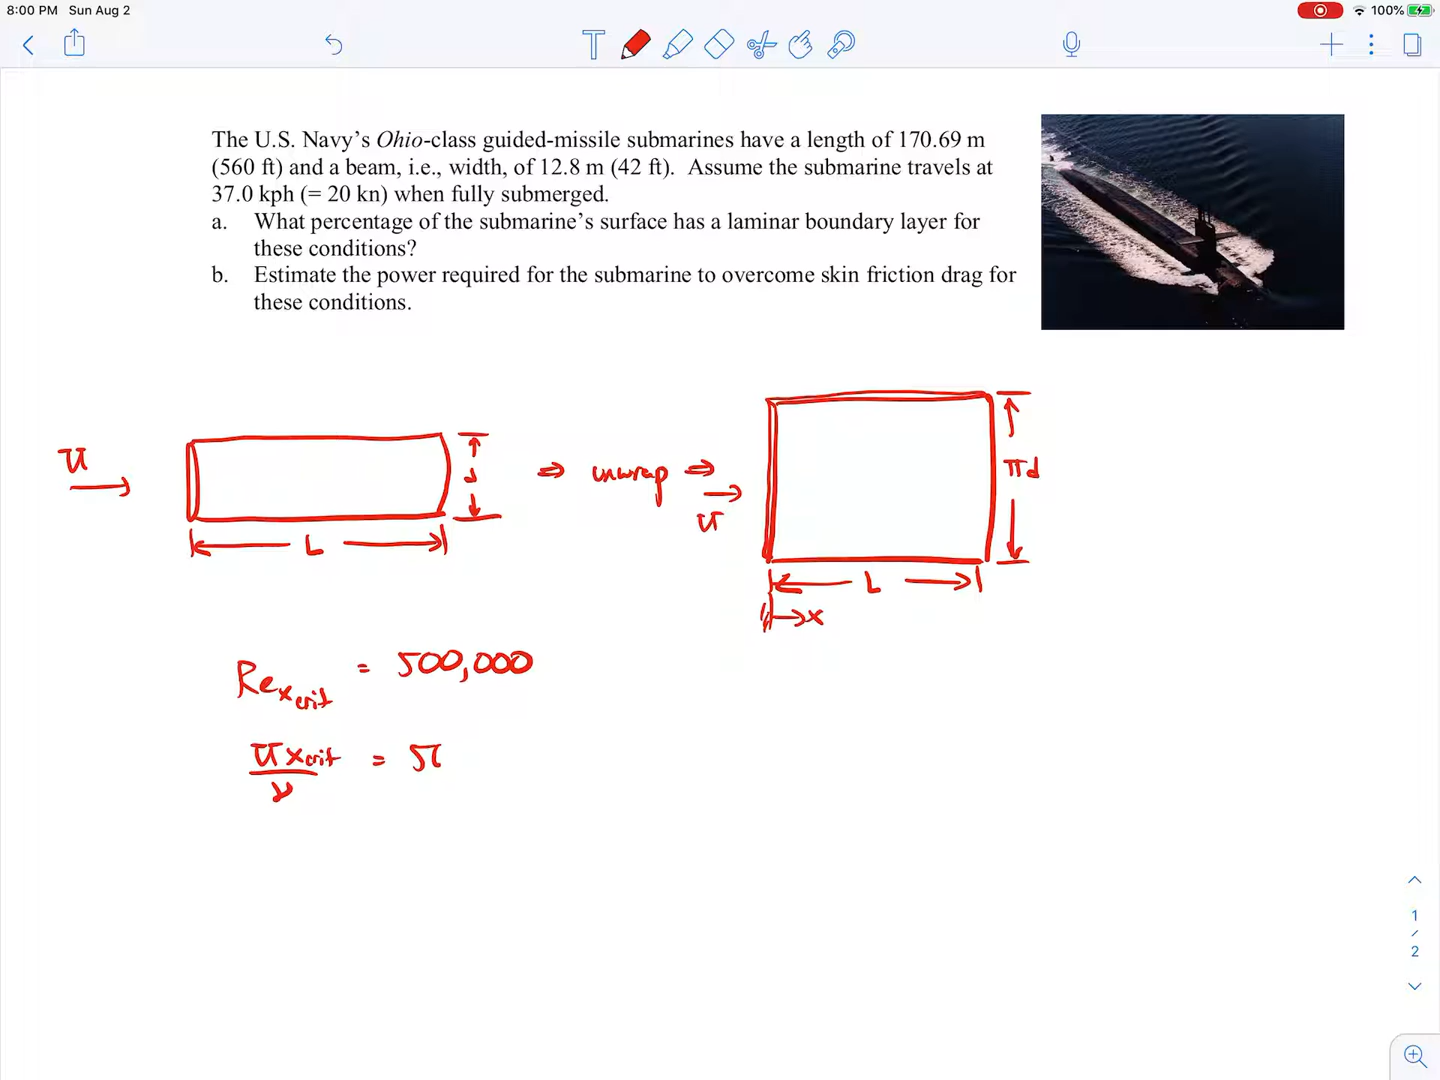 8:00 PM Sun Aug 2
100%
The U.S. Navy's Ohio-class guided-missile submarines have a length of 170.69 m
(560 ft) and a beam, i.e., width, of 12.8 m (42 ft). Assume the submarine travels at
37.0 kph (= 20 kn) when fully submerged.
a. What percentage of the submarine's surface has a laminar boundary layer for
these conditions?
b. Estimate the power required for the submarine to overcome skin friction drag for
these conditions.
U
d
L
⇒ unwrap ⇒
U
πd
L
x
Re_x_crit = 500,000
U x_crit / ν = 50
1
/
2